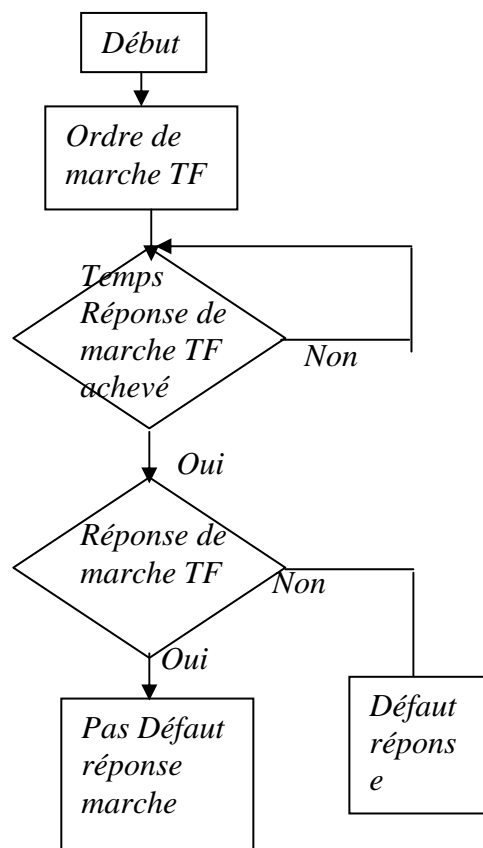 Début
Ordre de
marche TF
Temps
Réponse de
marche TF
achevé
Non
Oui
Réponse de
marche TF
Non
Oui
Pas Défaut
réponse
marche
Défaut
répons
e